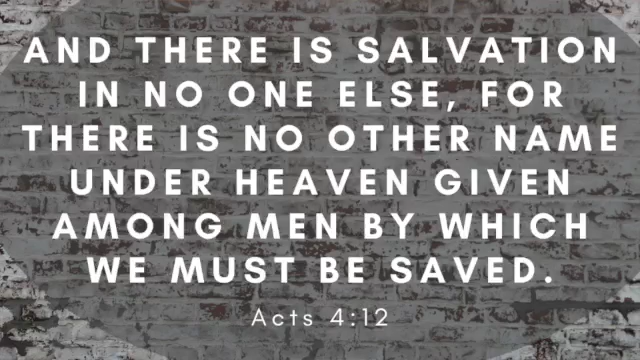 AND THERE IS SALVATION
IN NO ONE ELSE, FOR
THERE IS NO OTHER NAME
UNDER HEAVEN GIVEN
AMONG MEN BY WHICH
WE MUST BE SAVED.
Acts 4:12